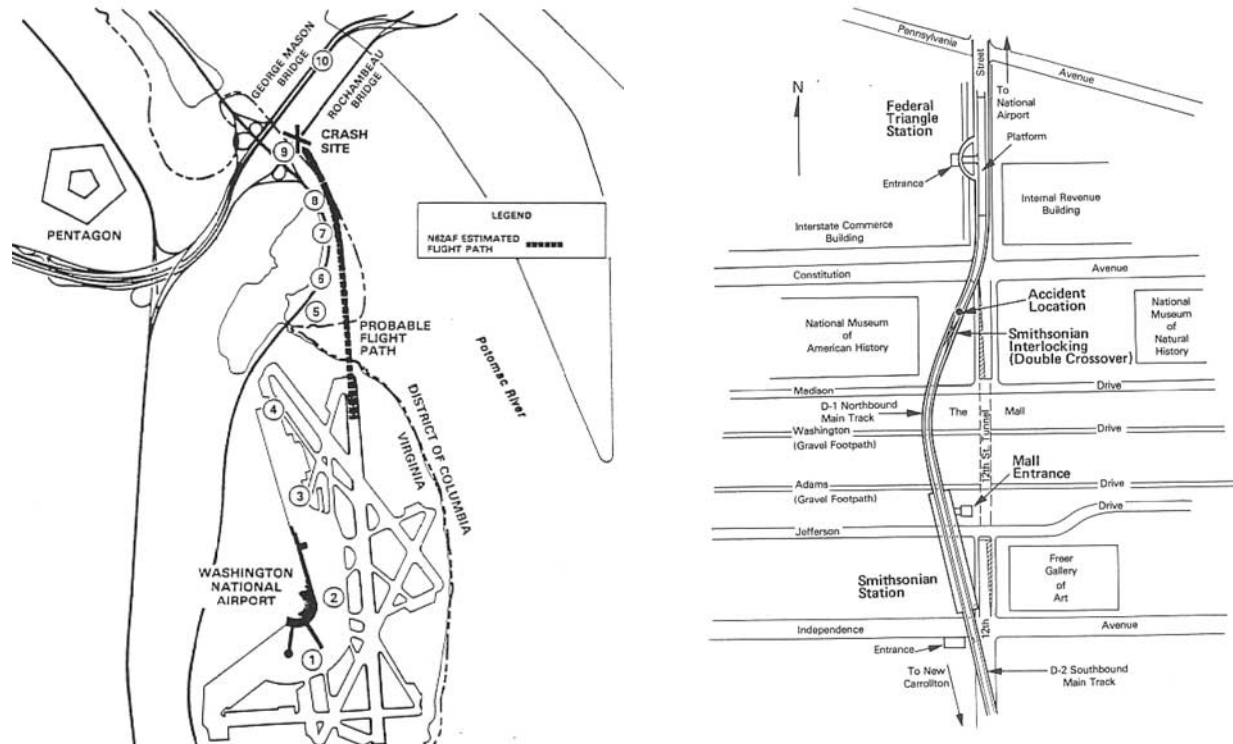 GEORGE MASON
BRIDGE
10
ROCHAMBEAU
BRIDGE
CRASH
SITE
9
PENTAGON
8
LEGEND
N62AF ESTIMATED
FLIGHT PATH
7
6
5
PROBABLE
FLIGHT
PATH
Potomac River
4
DISTRICT OF COLUMBIA
VIRGINIA
3
WASHINGTON
NATIONAL
AIRPORT
2
1
Pennsylvania
Avenue
Street
To
National
Airport
N
Federal
Triangle
Station
Platform
Entrance
Internal Revenue
Building
Interstate Commerce
Building
Constitution
Avenue
Accident
Location
National Museum
of
American History
National
Museum
of
Natural
History
Smithsonian
Interlocking
(Double Crossover)
Madison
Drive
D-1 Northbound
Main Track
The
Mall
Washington
Drive
(Gravel Footpath)
12th St. Tunnel
Mall
Entrance
Adams
Drive
(Gravel Footpath)
Drive
Jefferson
Freer
Gallery
of
Art
Smithsonian
Station
12th
Independence
Avenue
Entrance
To New
Carrollton
D-2 Southbound
Main Track